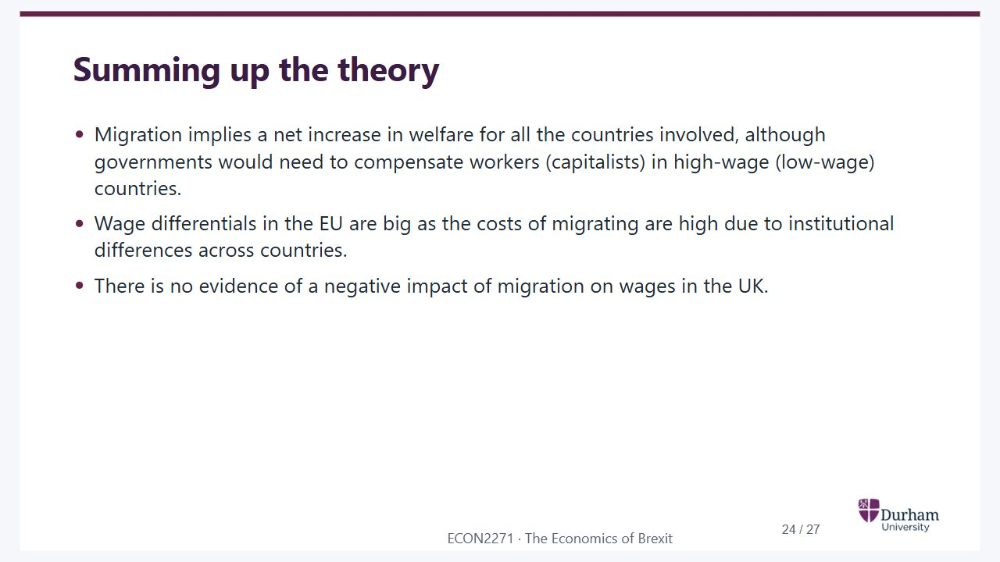 Summing up the theory
• Migration implies a net increase in welfare for all the countries involved, although
governments would need to compensate workers (capitalists) in high-wage (low-wage)
countries.
• Wage differentials in the EU are big as the costs of migrating are high due to institutional
differences across countries.
• There is no evidence of a negative impact of migration on wages in the UK.
ECON2271 · The Economics of Brexit
24 / 27
Durham
University